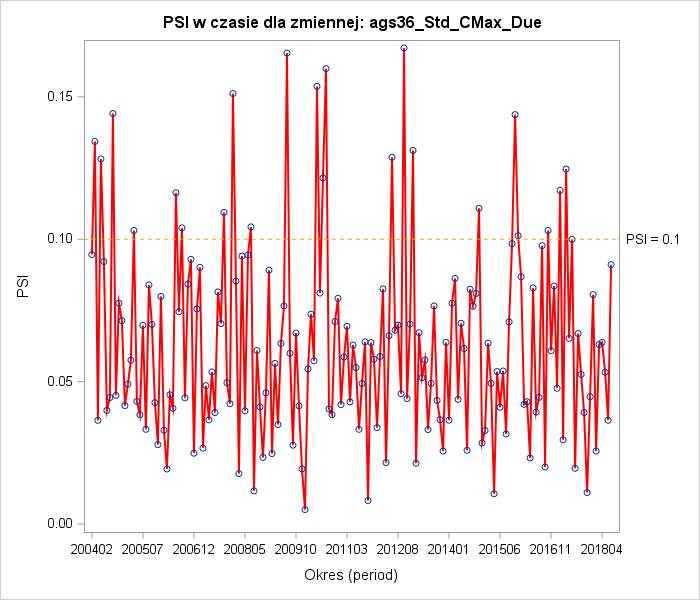 PSI w czasie dla zmiennej: ags36_Std_CMax_Due
0.15
0.10
0.05
0.00
PSI
PSI = 0.1
200402 200507 200612 200805 200910 201103 201208 201401 201506 201611 201804
Okres (period)